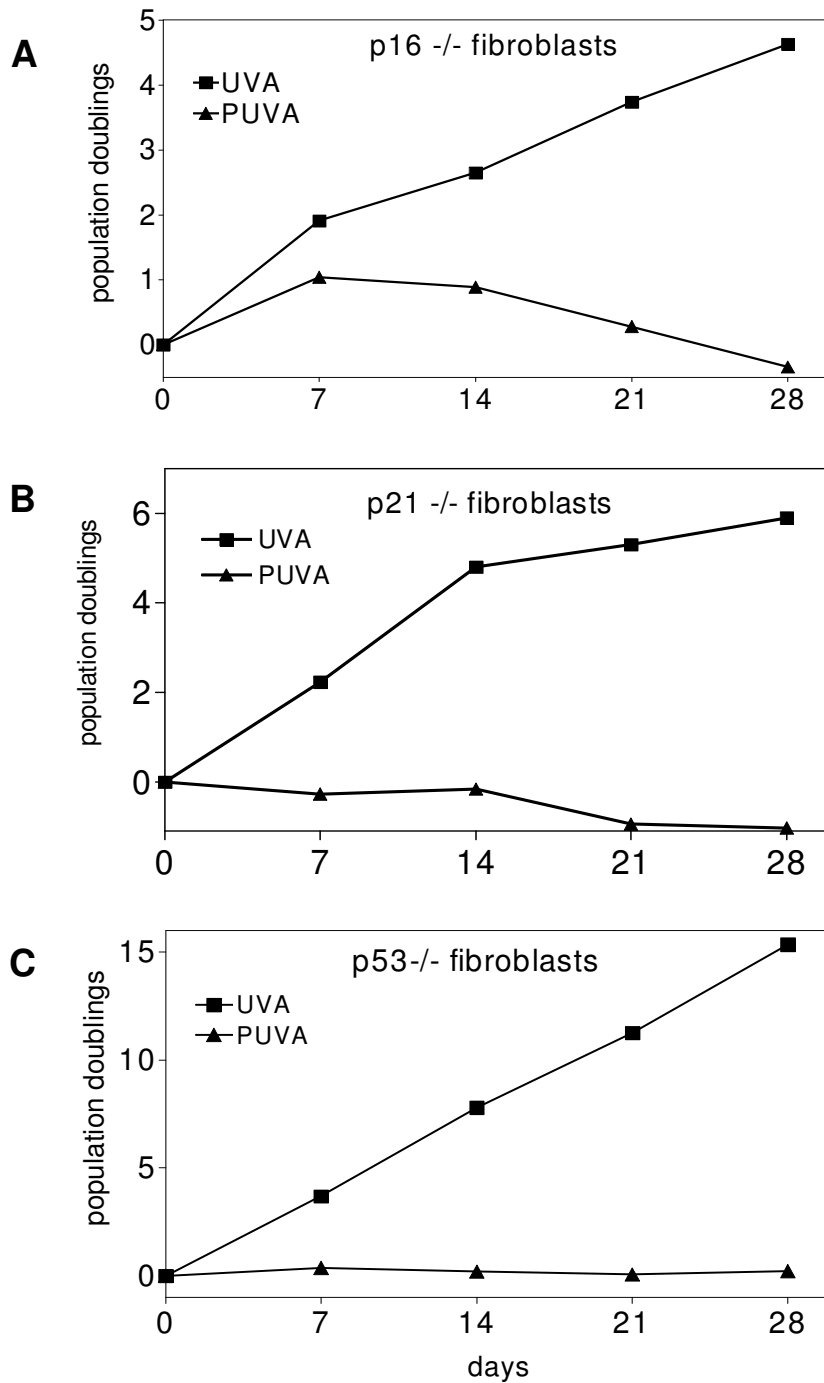 A
p16 -/- fibroblasts
UVA
PUVA
population doublings
5
4
3
2
1
0
0 7 14 21 28
B
p21 -/- fibroblasts
UVA
PUVA
population doublings
6
4
2
0
0 7 14 21 28
C
p53-/- fibroblasts
UVA
PUVA
population doublings
15
10
5
0
0 7 14 21 28
days